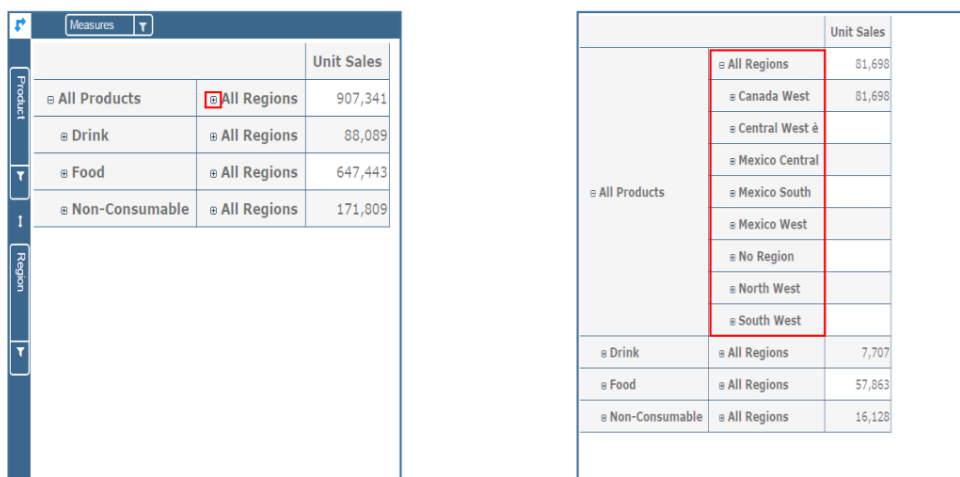 Measures
Product
Region
Unit Sales
All Products All Regions 907,341
Drink All Regions 88,089
Food All Regions 647,443
Non-Consumable All Regions 171,809
Unit Sales
All Products
All Regions 81,698
Canada West 81,698
Central West è
Mexico Central
Mexico South
Mexico West
No Region
North West
South West
Drink All Regions 7,707
Food All Regions 57,863
Non-Consumable All Regions 16,128